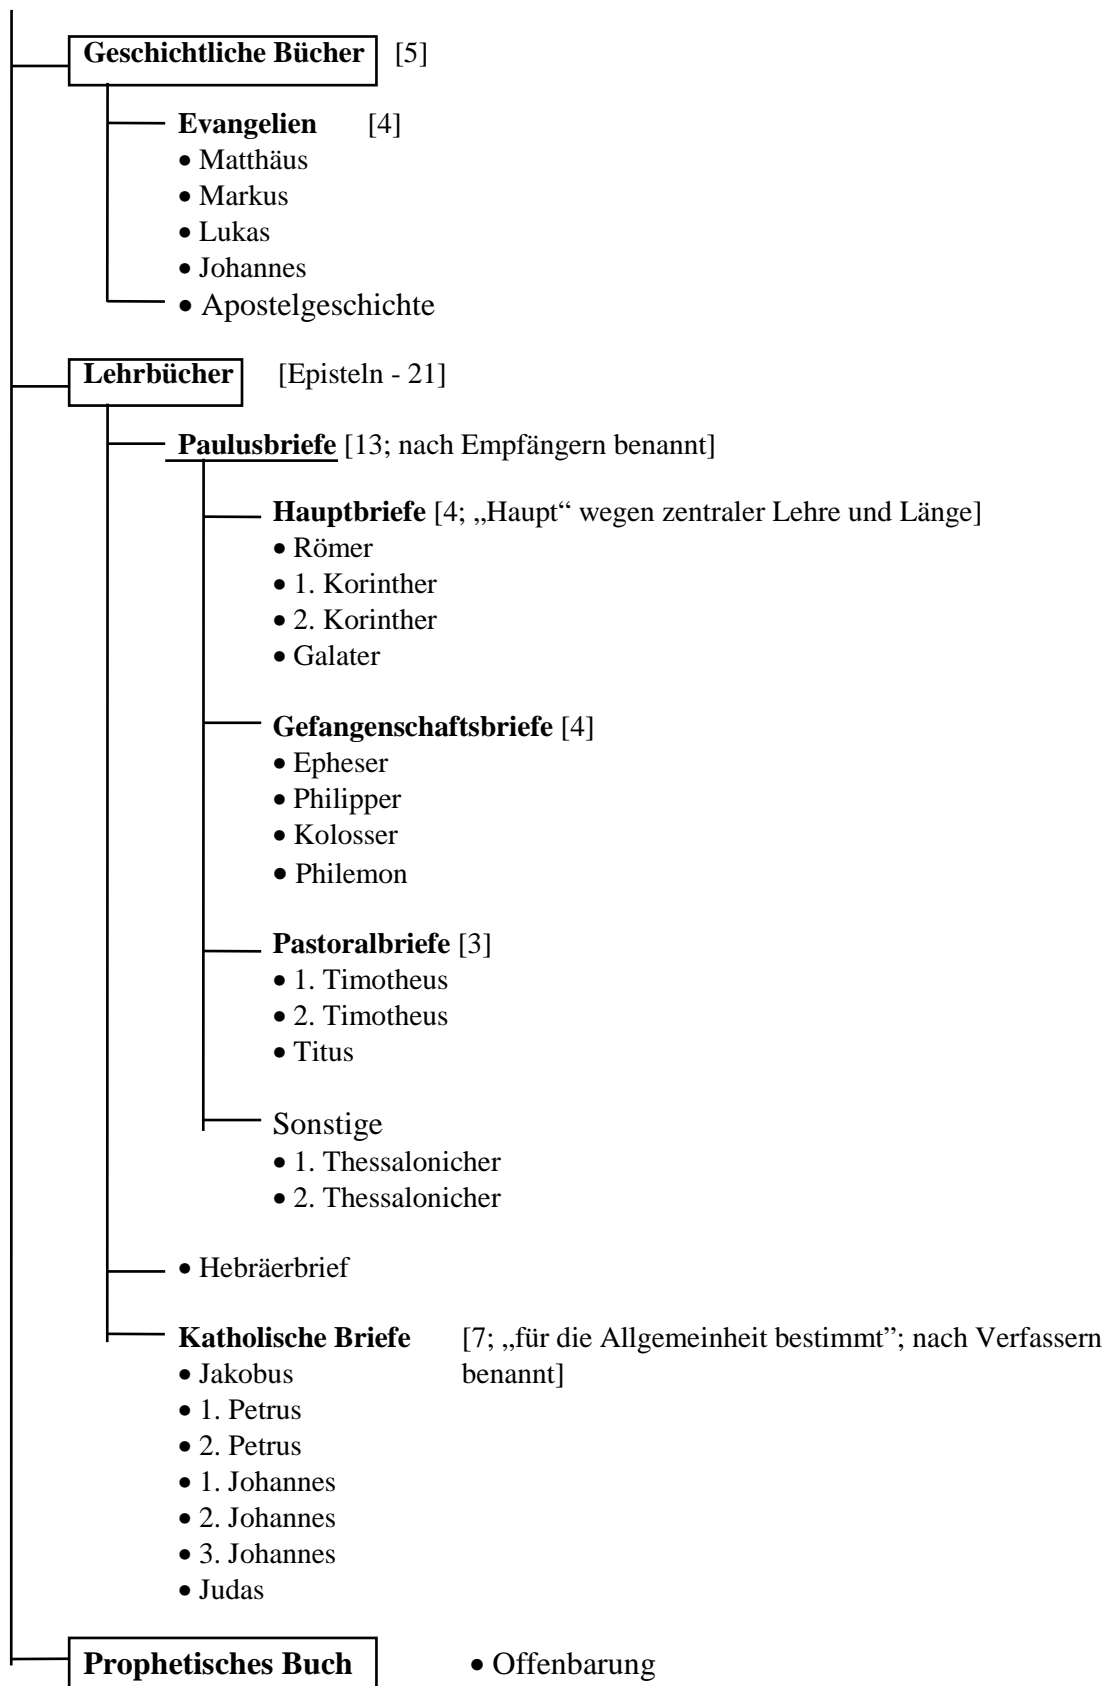 Geschichtliche Bücher [5]
Evangelien [4]
• Matthäus
• Markus
• Lukas
• Johannes
• Apostelgeschichte
Lehrbücher [Episteln - 21]
Paulusbriefe [13; nach Empfängern benannt]
Hauptbriefe [4; „Haupt“ wegen zentraler Lehre und Länge]
• Römer
• 1. Korinther
• 2. Korinther
• Galater
Gefangenschaftsbriefe [4]
• Epheser
• Philipper
• Kolosser
• Philemon
Pastoralbriefe [3]
• 1. Timotheus
• 2. Timotheus
• Titus
Sonstige
• 1. Thessalonicher
• 2. Thessalonicher
• Hebräerbrief
Katholische Briefe [7; „für die Allgemeinheit bestimmt”; nach Verfassern
• Jakobus benannt]
• 1. Petrus
• 2. Petrus
• 1. Johannes
• 2. Johannes
• 3. Johannes
• Judas
Prophetisches Buch • Offenbarung